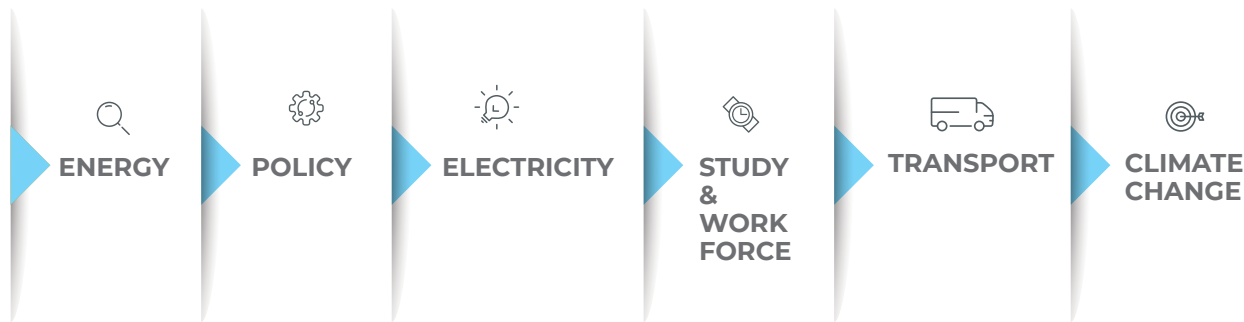 ENERGY
POLICY
ELECTRICITY
STUDY
&
WORK
FORCE
TRANSPORT
CLIMATE
CHANGE